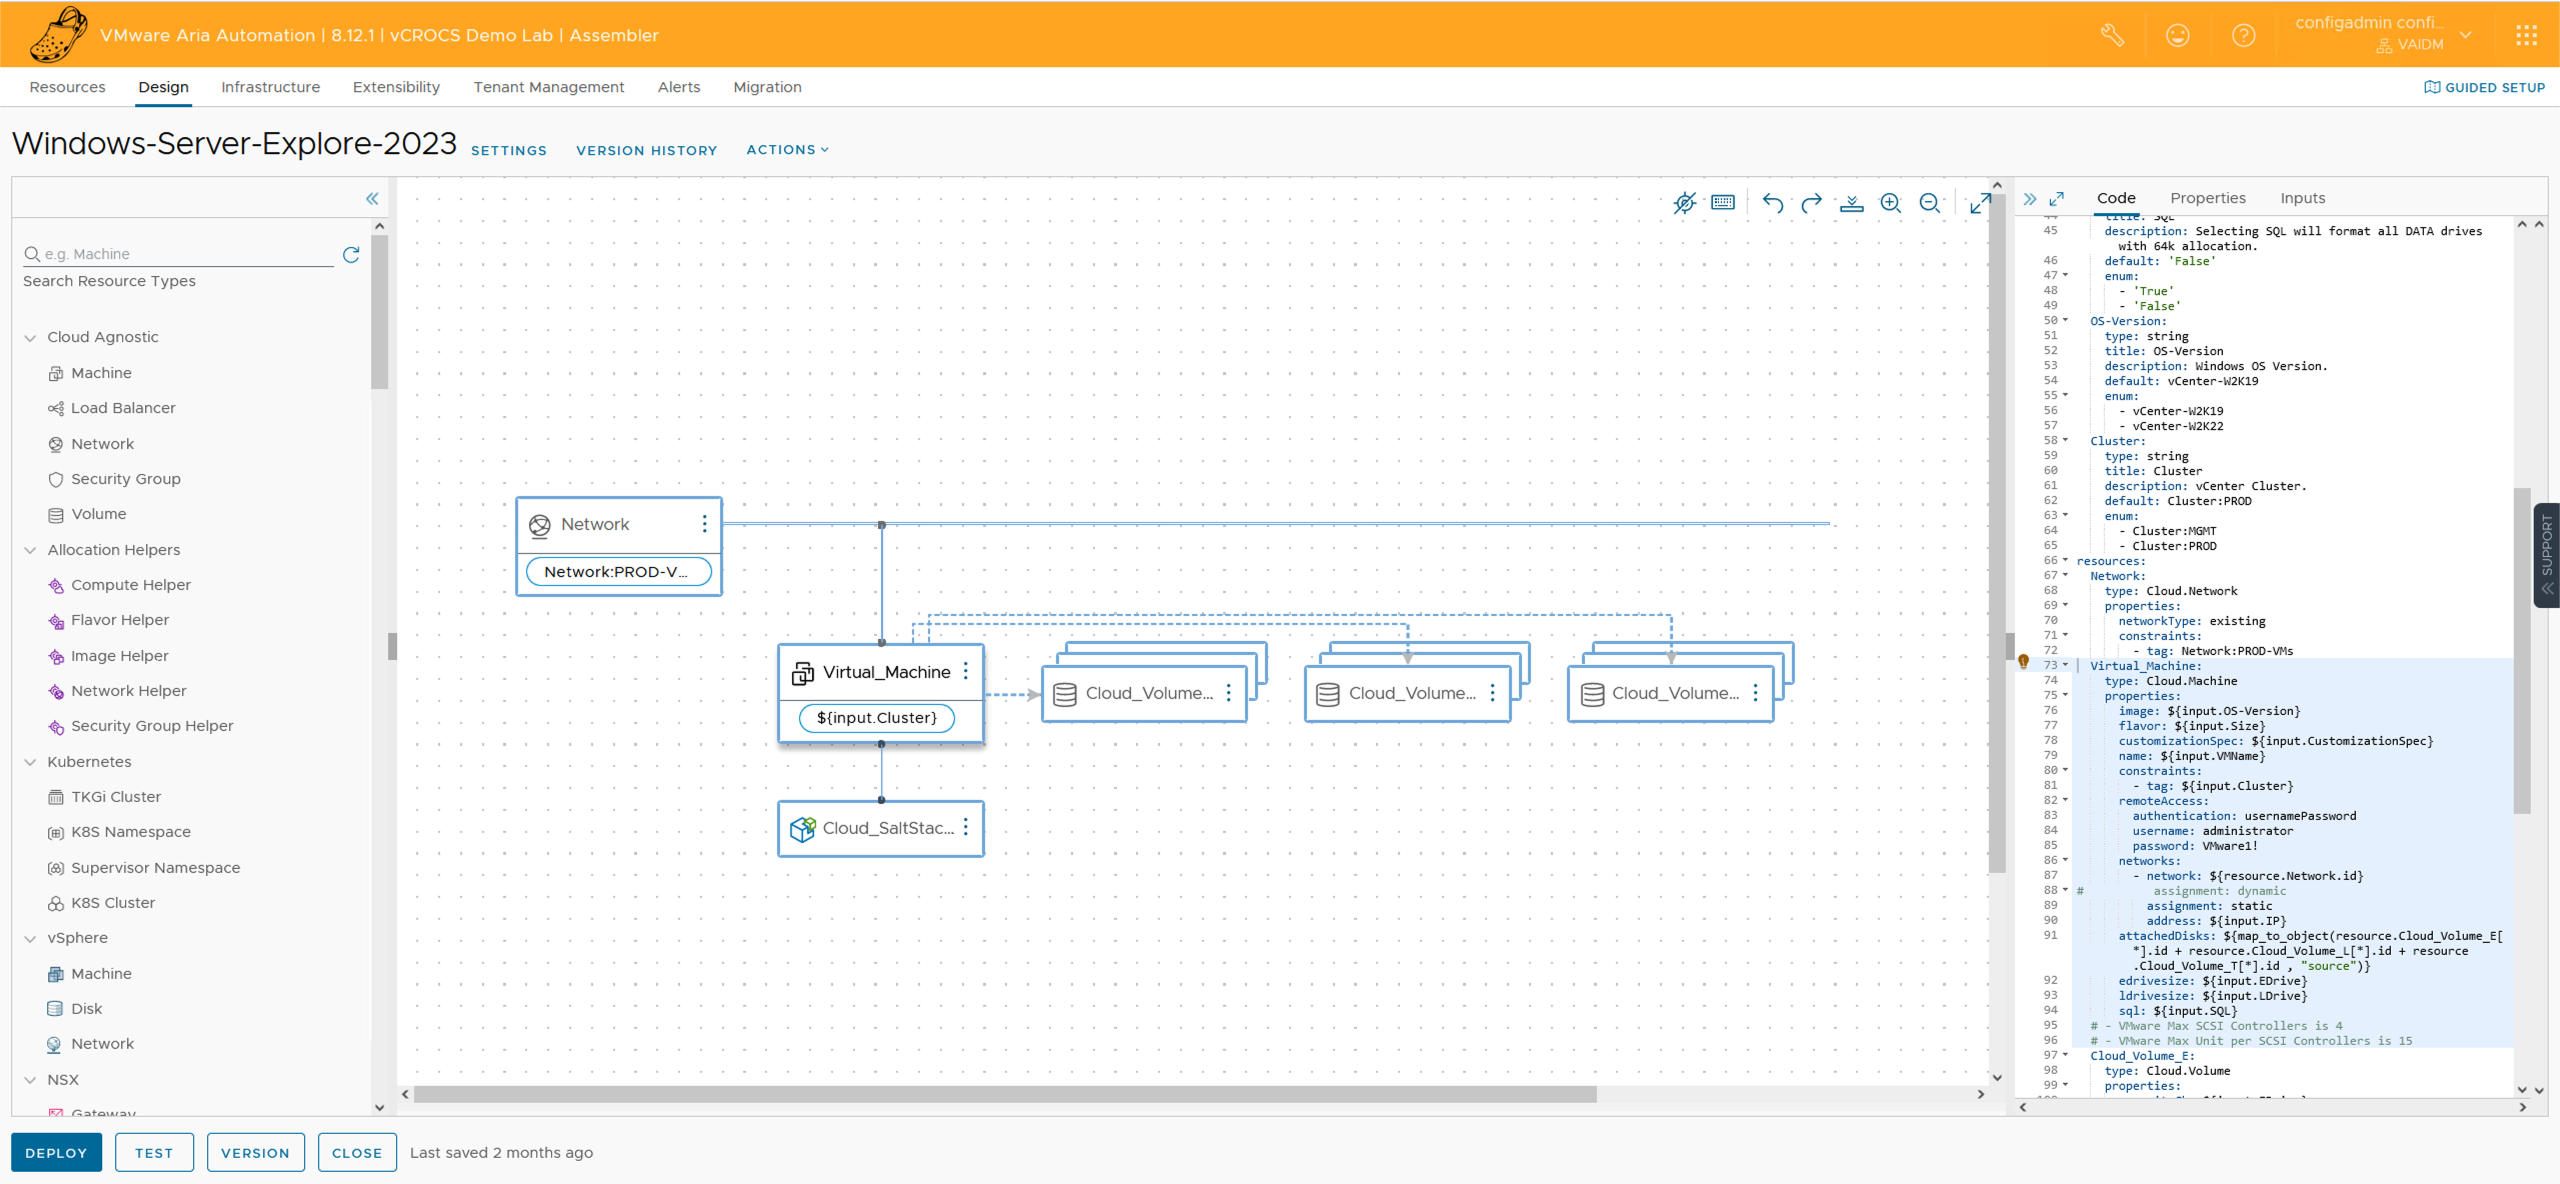 VMware Aria Automation | 8.12.1 | vCROCS Demo Lab | Assembler
configadmin confi...
VAIDM
Resources Design Infrastructure Extensibility Tenant Management Alerts Migration
GUIDED SETUP
Windows-Server-Explore-2023 SETTINGS VERSION HISTORY ACTIONS
e.g. Machine
Search Resource Types
Cloud Agnostic
Machine
Load Balancer
Network
Security Group
Volume
Allocation Helpers
Compute Helper
Flavor Helper
Image Helper
Network Helper
Security Group Helper
Kubernetes
TKGi Cluster
K8S Namespace
Supervisor Namespace
K8S Cluster
vSphere
Machine
Disk
Network
NSX
Gateway
Network
Network:PROD-V...
Virtual_Machine
${input.Cluster}
Cloud_Volume...
Cloud_Volume...
Cloud_Volume...
Cloud_SaltStac...
Code Properties Inputs
44 title: SQL
45 description: Selecting SQL will format all DATA drives
with 64k allocation.
46 default: 'False'
47 enum:
48 - 'True'
49 - 'False'
50 OS-Version:
51 type: string
52 title: OS-Version
53 description: Windows OS Version.
54 default: vCenter-W2K19
55 enum:
56 - vCenter-W2K19
57 - vCenter-W2K22
58 Cluster:
59 type: string
60 title: Cluster
61 description: vCenter Cluster.
62 default: Cluster:PROD
63 enum:
64 - Cluster:MGMT
65 - Cluster:PROD
66 resources:
67 Network:
68 type: Cloud.Network
69 properties:
70 networkType: existing
71 constraints:
72 - tag: Network:PROD-VMs
73 Virtual_Machine:
74 type: Cloud.Machine
75 properties:
76 image: ${input.OS-Version}
77 flavor: ${input.Size}
78 customizationSpec: ${input.CustomizationSpec}
79 name: ${input.VMName}
80 constraints:
81 - tag: ${input.Cluster}
82 remoteAccess:
83 authentication: usernamePassword
84 username: administrator
85 password: VMware1!
86 networks:
87 - network: ${resource.Network.id}
88 # assignment: dynamic
89 assignment: static
90 address: ${input.IP}
91 attachedDisks: ${map_to_object(resource.Cloud_Volume_E[
*].id + resource.Cloud_Volume_L[*].id + resource
.Cloud_Volume_T[*].id , "source")}
92 edrivesize: ${input.EDrive}
93 ldrivesize: ${input.LDrive}
94 sql: ${input.SQL}
95 # - VMware Max SCSI Controllers is 4
96 # - VMware Max Unit per SCSI Controllers is 15
97 Cloud_Volume_E:
98 type: Cloud.Volume
99 properties:
SUPPORT
DEPLOY TEST VERSION CLOSE Last saved 2 months ago